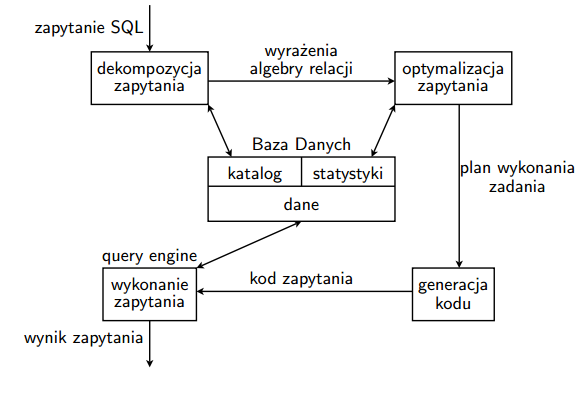 zapytanie SQL
dekompozycja
zapytania
wyrażenia
algebry relacji
optymalizacja
zapytania
Baza Danych
katalog
statystyki
dane
plan wykonania
zadania
query engine
wykonanie
zapytania
kod zapytania
generacja
kodu
wynik zapytania